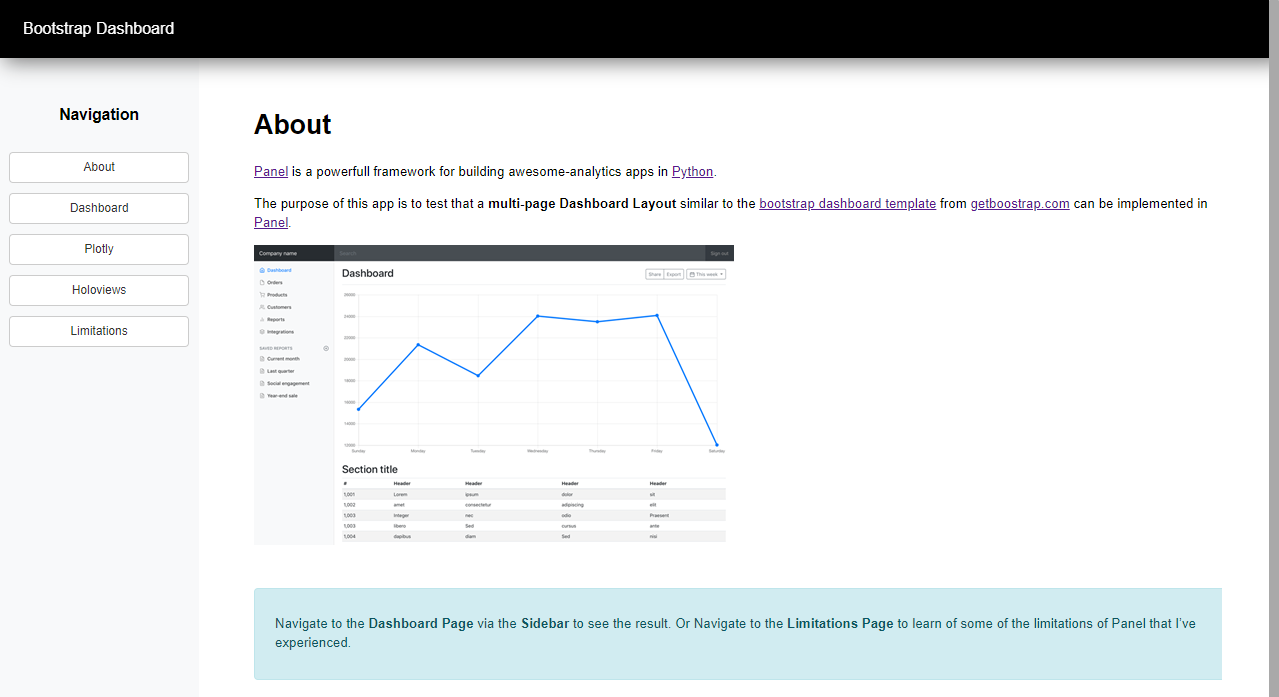 Bootstrap Dashboard
Navigation
About
Dashboard
Plotly
Holoviews
Limitations
About
Panel is a powerfull framework for building awesome-analytics apps in Python.
The purpose of this app is to test that a multi-page Dashboard Layout similar to the bootstrap dashboard template from getboostrap.com can be implemented in
Panel.
Company name Search Sign out
Dashboard
Orders
Products
Customers
Reports
Integrations
SAVED REPORTS
Current month
Last quarter
Social engagement
Year-end sale
Dashboard
Share Export This week
26000
24000
22000
20000
18000
16000
14000
12000
Sunday Monday Tuesday Wednesday Thursday Friday Saturday
Section title
# Header Header Header Header
1,001 Lorem ipsum dolor sit
1,002 amet consectetur adipiscing elit
1,003 Integer nec odio Praesent
1,003 libero Sed cursus ante
1,004 dapibus diam Sed nisi
Navigate to the Dashboard Page via the Sidebar to see the result. Or Navigate to the Limitations Page to learn of some of the limitations of Panel that I've
experienced.